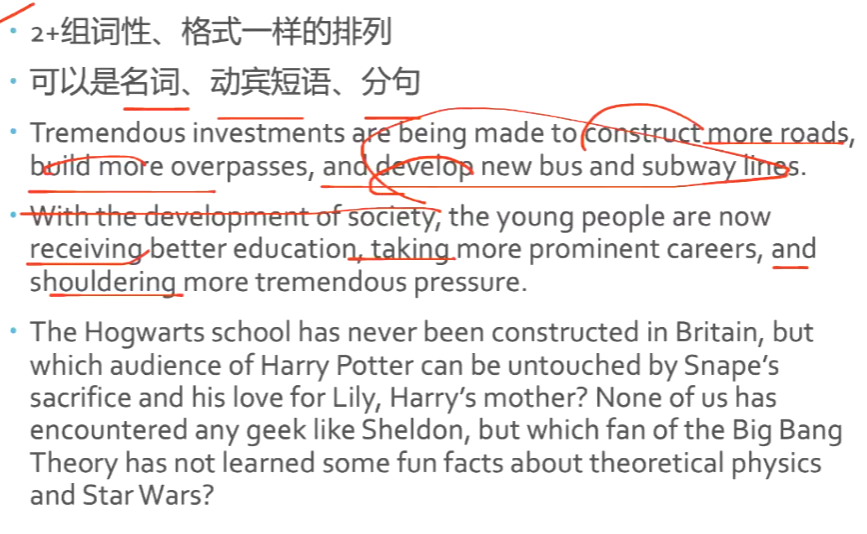 2+组词性、格式一样的排列
可以是名词、动宾短语、分句
Tremendous investments are being made to construct more roads,
build more overpasses, and develop new bus and subway lines.
With the development of society, the young people are now
receiving better education, taking more prominent careers, and
shouldering more tremendous pressure.
The Hogwarts school has never been constructed in Britain, but
which audience of Harry Potter can be untouched by Snape's
sacrifice and his love for Lily, Harry's mother? None of us has
encountered any geek like Sheldon, but which fan of the Big Bang
Theory has not learned some fun facts about theoretical physics
and Star Wars?